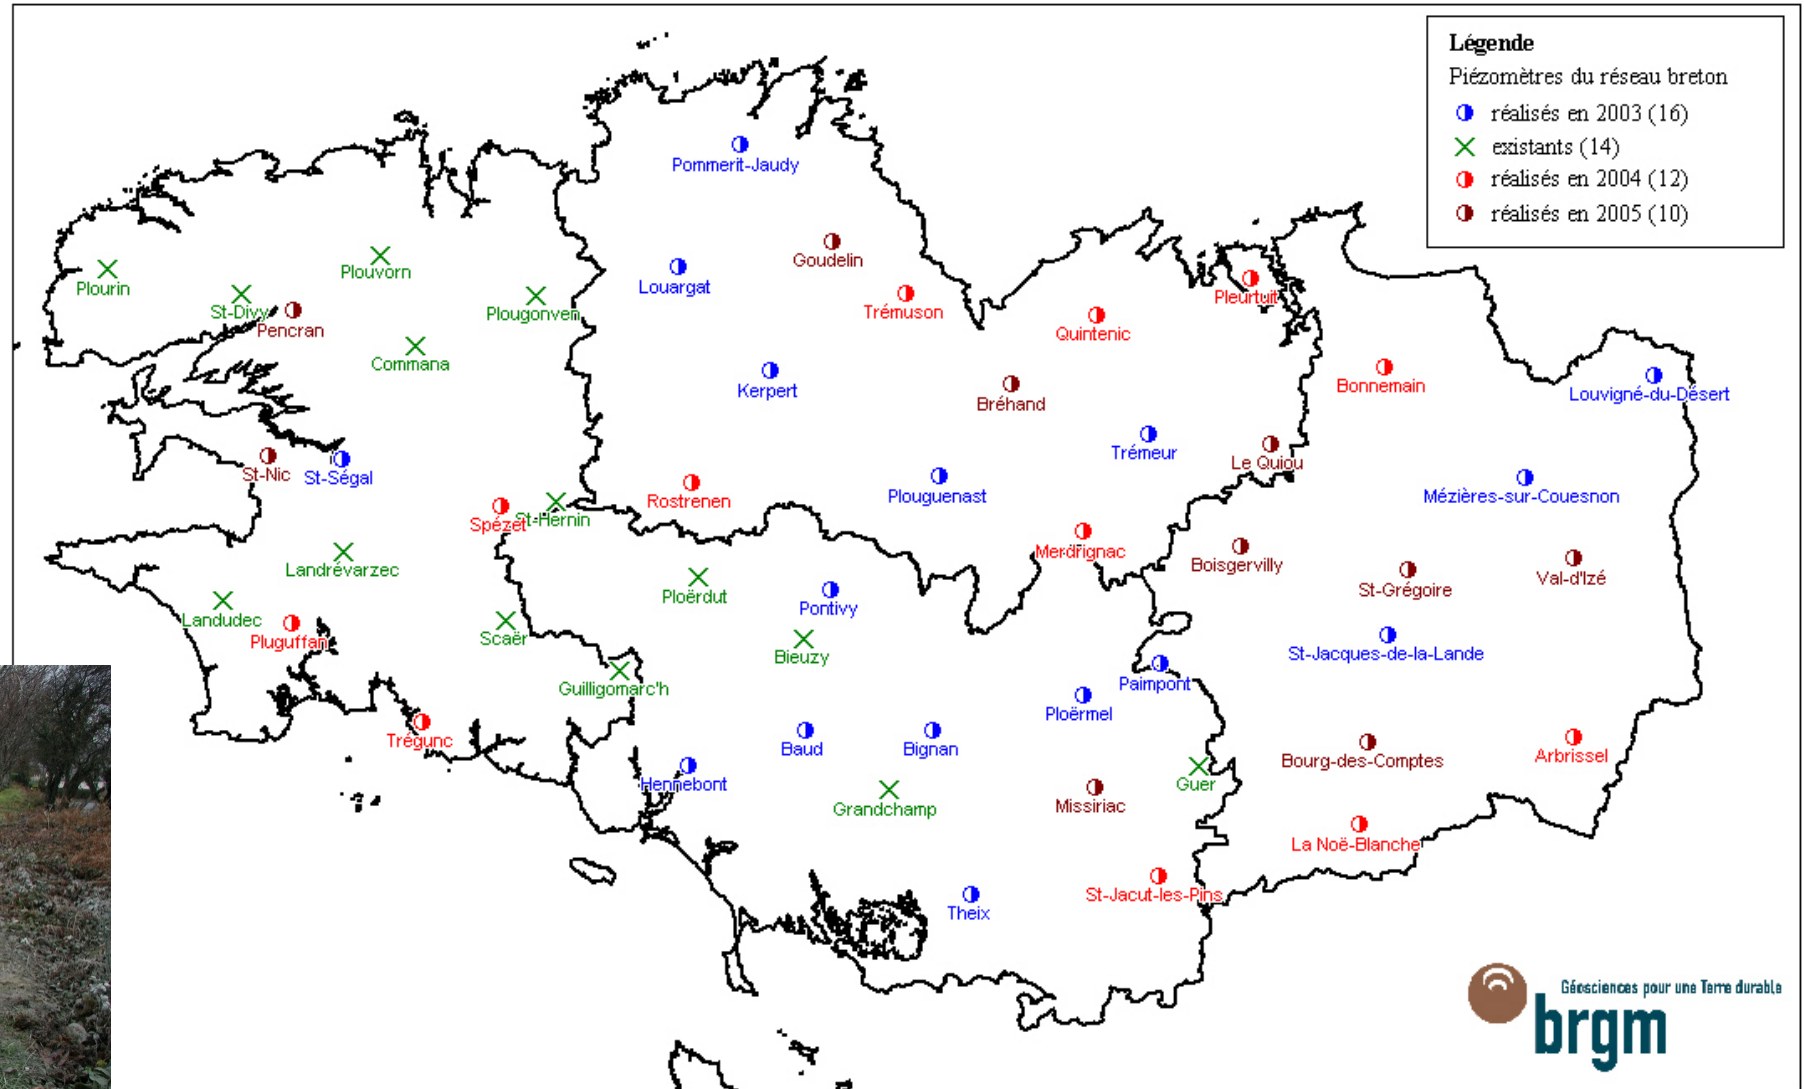 Légende
Piézomètres du réseau breton
réalisés en 2003 (16)
existants (14)
réalisés en 2004 (12)
réalisés en 2005 (10)
Pommerit-Jaudy
Goudelin
Plouvorn
Plourin
Louargat
St-Divy
Plougonven
Trémuson
Pleurtuit
Pencran
Quintenic
Commana
Kerpert
Bonnemain
Louvigné-du-Désert
Bréhand
Trémeur
Le Quiou
St-Nic
St-Ségal
Rostrenen
Plouguenast
Mézières-sur-Couesnon
Spézet
St-Hernin
Merdrignac
Boisgervilly
Landrévarzec
Val-d'Izé
St-Grégoire
Ploërdut
Pontivy
Landudec
Pluguffan
Scaër
Bieuzy
St-Jacques-de-la-Lande
Paimpont
Guilligomarc'h
Ploërmel
Trégunc
Baud
Bignan
Arbrissel
Bourg-des-Comptes
Hennebont
Guer
Grandchamp
Missiriac
La Noë-Blanche
St-Jacut-les-Pins
Theix
Géosciences pour une Terre durable
brgm